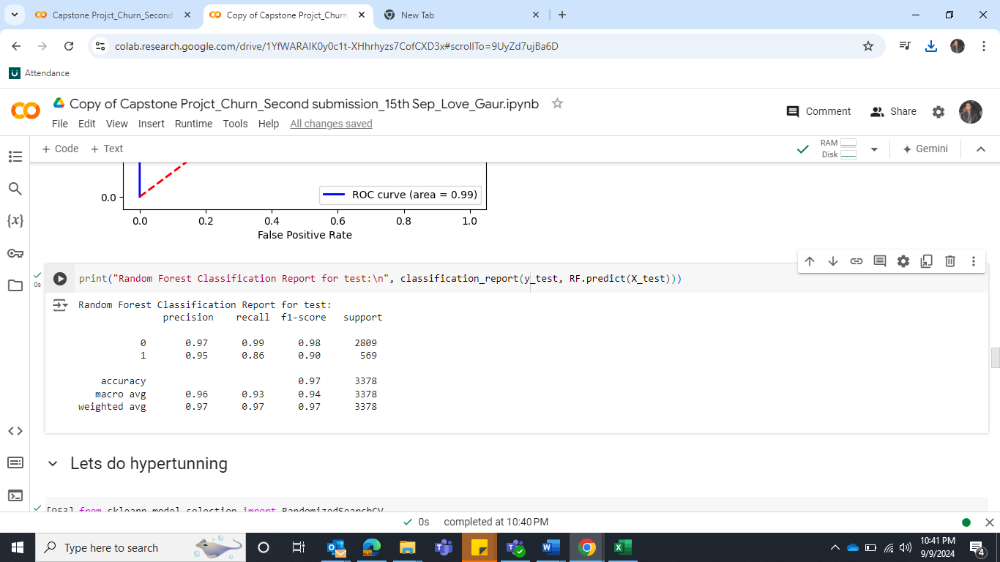 Capstone Projct_Churn_Second
Copy of Capstone Projct_Churn
New Tab
colab.research.google.com/drive/1YfWARAIK0y0c1t-XHhrhyzs7CofCXD3x#scrollTo=9UyZd7ujBa6D
Attendance
Copy of Capstone Projct_Churn_Second submission_15th Sep_Love_Gaur.ipynb
Comment
Share
File Edit View Insert Runtime Tools Help All changes saved
+ Code + Text
RAM
Disk
Gemini
0.0
ROC curve (area = 0.99)
0.0 0.2 0.4 0.6 0.8 1.0
False Positive Rate
0s
print("Random Forest Classification Report for test:\n", classification_report(y_test, RF.predict(X_test)))
Random Forest Classification Report for test:
precision recall f1-score support
0 0.97 0.99 0.98 2809
1 0.95 0.86 0.90 569
accuracy 0.97 3378
macro avg 0.96 0.93 0.94 3378
weighted avg 0.97 0.97 0.97 3378
Lets do hypertunning
[953] from sklearn.model_selection import RandomizedSearchCV
0s completed at 10:40 PM
Type here to search
10:41 PM
9/9/2024
4